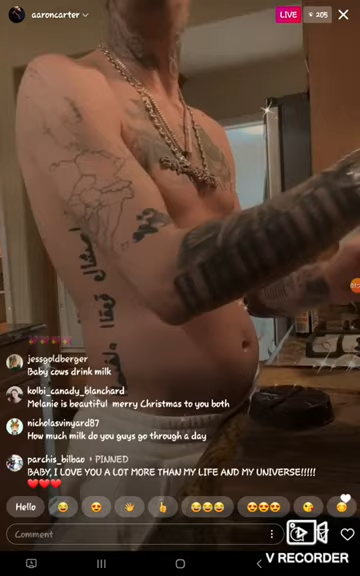 aaroncarter
LIVE
205
jessgoldberger
Baby cows drink milk
kolbi_canady_blanchard
Melanie is beautiful merry Christmas to you both
nicholasvinyard87
How much milk do you guys go through a day
parchis_bilbao • PINNED
BABY, I LOVE YOU A LOT MORE THAN MY LIFE AND MY UNIVERSE!!!!!
Hello
Comment
V RECORDER